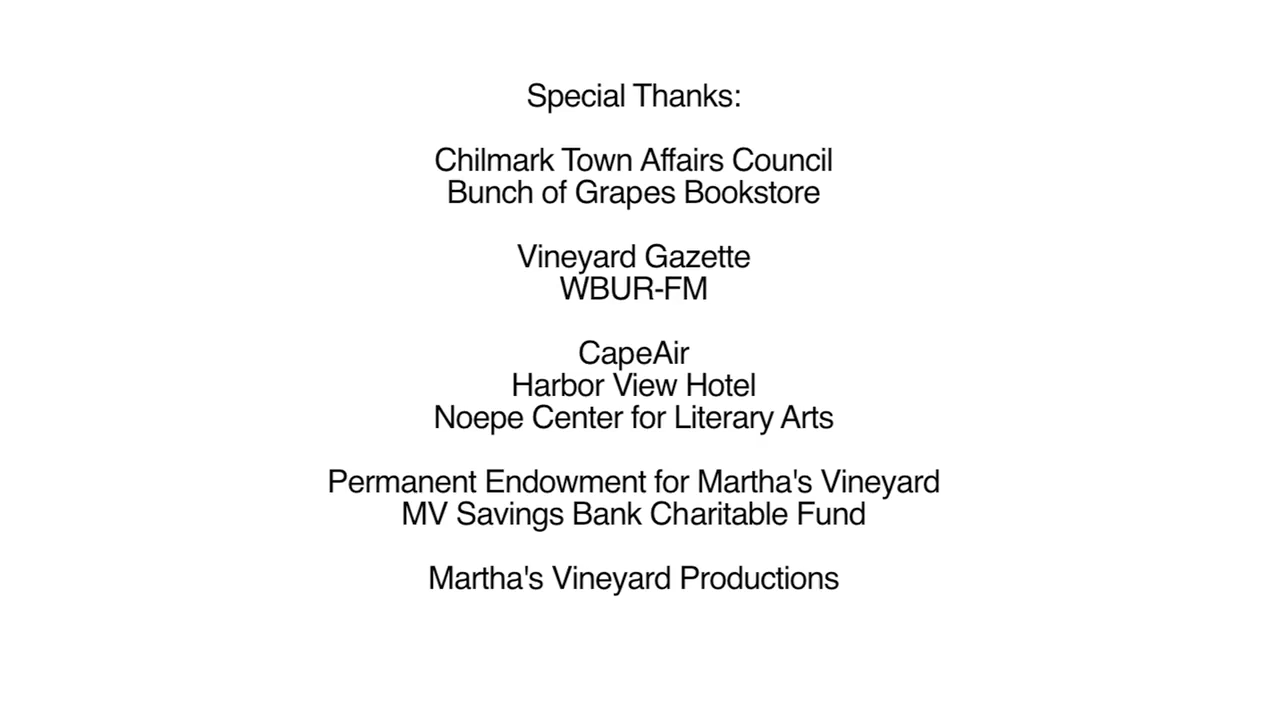 Special Thanks:
Chilmark Town Affairs Council
Bunch of Grapes Bookstore
Vineyard Gazette
WBUR-FM
CapeAir
Harbor View Hotel
Noepe Center for Literary Arts
Permanent Endowment for Martha's Vineyard
MV Savings Bank Charitable Fund
Martha's Vineyard Productions